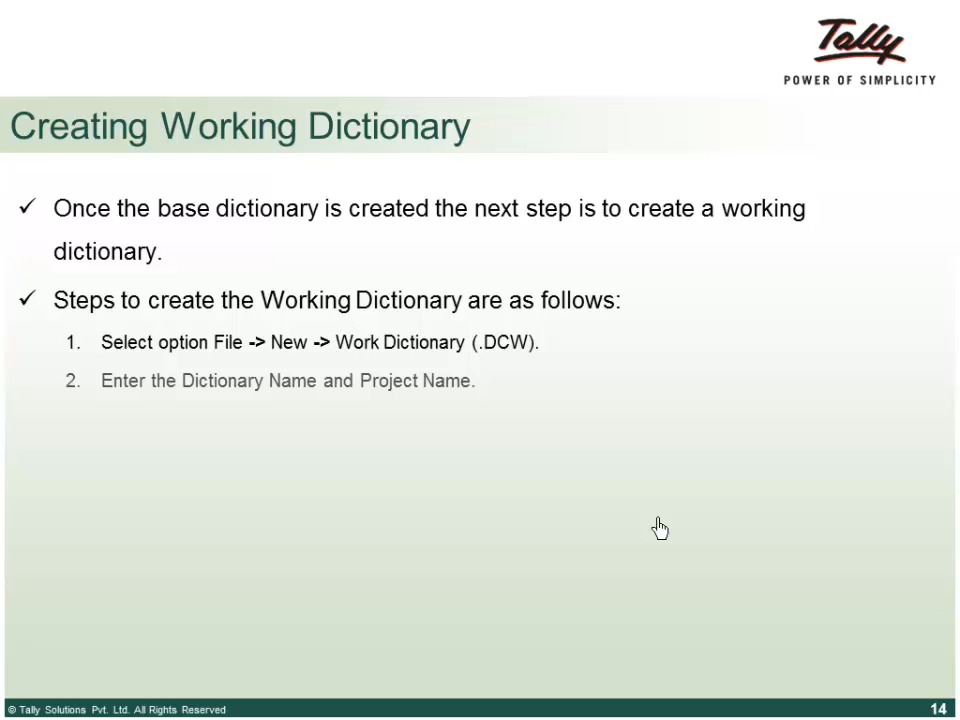 Tally
POWER OF SIMPLICITY
Creating Working Dictionary
✓ Once the base dictionary is created the next step is to create a working
dictionary.
✓ Steps to create the Working Dictionary are as follows:
1. Select option File -> New -> Work Dictionary (.DCW).
2. Enter the Dictionary Name and Project Name.
© Tally Solutions Pvt. Ltd. All Rights Reserved
14